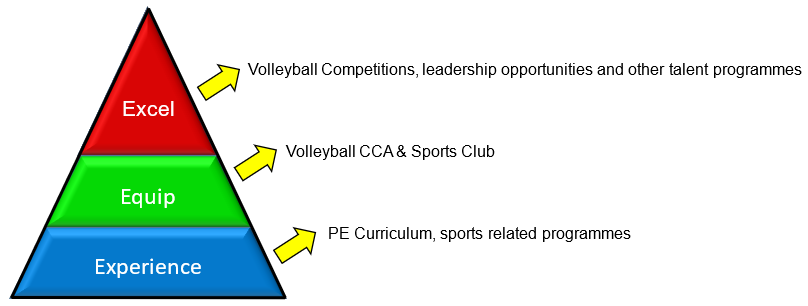 Excel
Volleyball Competitions, leadership opportunities and other talent programmes
Equip
Volleyball CCA & Sports Club
Experience
PE Curriculum, sports related programmes